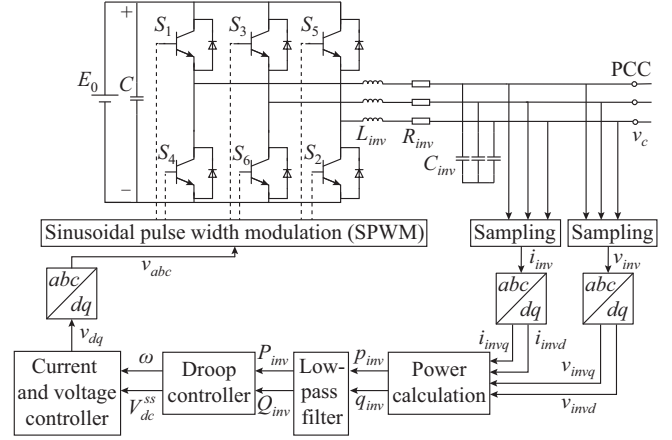 +
S1 S3 S5
E0 C
PCC
Linv Rinv
vc
Cinv
S4 S6 S2
−
Sinusoidal pulse width modulation (SPWM)
Sampling Sampling
vabc
iinv vinv
abc
dq
abc
dq
abc
dq
vdq
iinvq iinvd
vinvq
vinvd
Current
and voltage
controller
ω
Vdcss
Droop
controller
Pinv
Qinv
Low-
pass
filter
pinv
qinv
Power
calculation